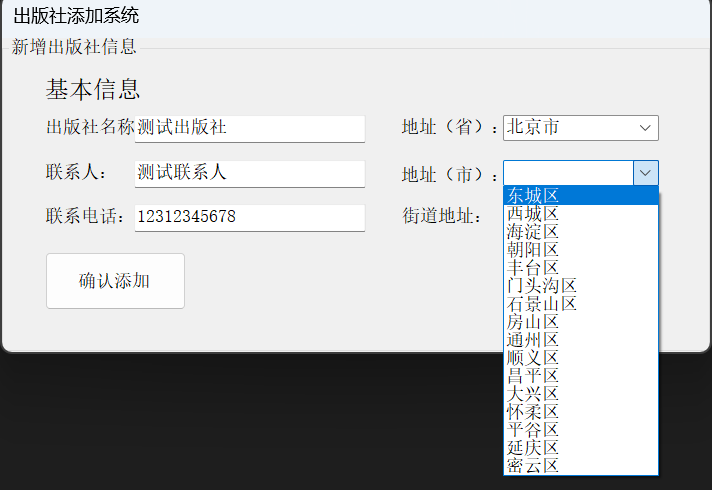 出版社添加系统
新增出版社信息
基本信息
出版社名称 测试出版社 地址（省）： 北京市
联系人： 测试联系人 地址（市）：
联系电话： 12312345678 街道地址：
东城区
西城区
海淀区
朝阳区
丰台区
门头沟区
石景山区
房山区
通州区
顺义区
昌平区
大兴区
怀柔区
平谷区
延庆区
密云区
确认添加